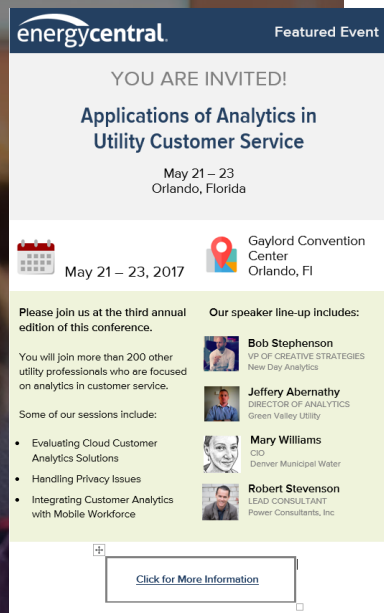 energycentral.
Featured Event
YOU ARE INVITED!
Applications of Analytics in
Utility Customer Service
May 21 – 23
Orlando, Florida
May 21 – 23, 2017
Gaylord Convention
Center
Orlando, Fl
Please join us at the third annual
edition of this conference.
You will join more than 200 other
utility professionals who are focused
on analytics in customer service.
Some of our sessions include:
• Evaluating Cloud Customer
Analytics Solutions
• Handling Privacy Issues
• Integrating Customer Analytics
with Mobile Workforce
Our speaker line-up includes:
Bob Stephenson
VP OF CREATIVE STRATEGIES
New Day Analytics
Jeffery Abernathy
DIRECTOR OF ANALYTICS
Green Valley Utility
Mary Williams
CIO
Denver Municipal Water
Robert Stevenson
LEAD CONSULTANT
Power Consultants, Inc
Click for More Information